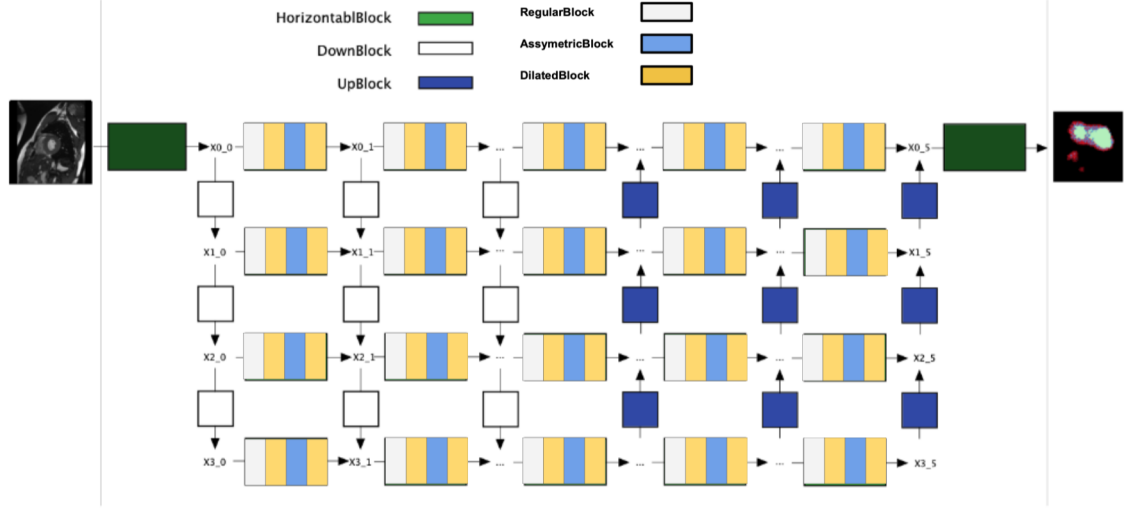 HorizontablBlock
DownBlock
UpBlock
RegularBlock
AssymetricBlock
DilatedBlock
X0_0 X0_1 ... ... ... X0_5
X1_0 X1_1 ... ... ... X1_5
X2_0 X2_1 ... ... ... X2_5
X3_0 X3_1 ... ... ... X3_5